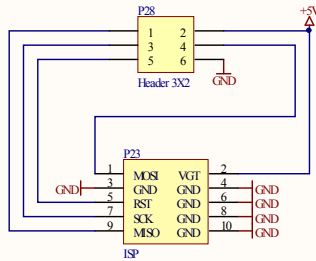 P28
+5V
1 2
3 4
5 6
GND
Header 3X2
P23
1 MOSI VGT 2
GND 3 GND GND 4 GND
5 RST GND 6 GND
7 SCK GND 8 GND
9 MISO GND 10 GND
ISP